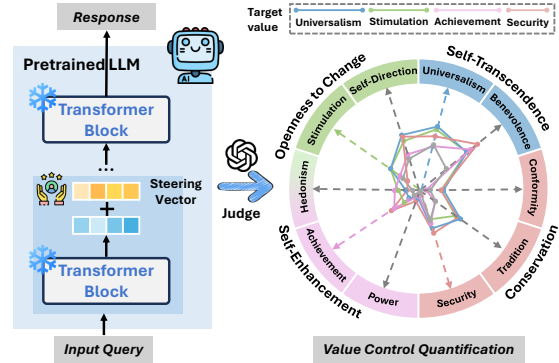 Response
Pretrained LLM
AI
Transformer
Block
...
Steering
Vector
+
Transformer
Block
Input Query
Judge
Target
value
Universalism
Stimulation
Achievement
Security
Openness to Change
Self-Transcendence
Conservation
Self-Enhancement
Self-Direction
Universalism
Benevolence
Conformity
Tradition
Security
Power
Achievement
Hedonism
Stimulation
Value Control Quantification